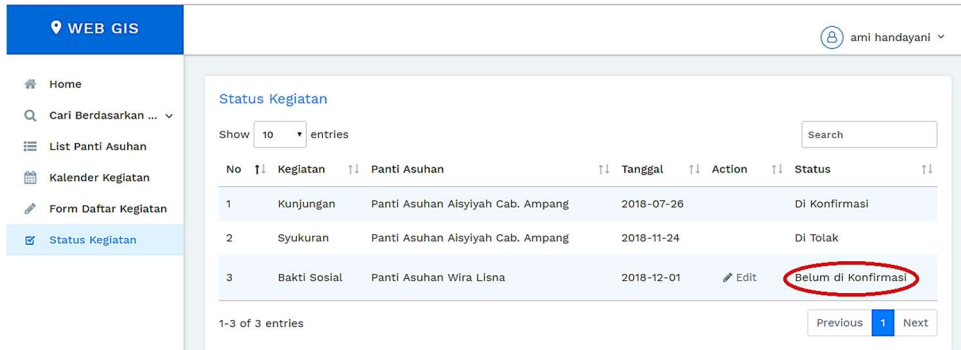 WEB GIS
ami handayani
Home
Cari Berdasarkan ...
List Panti Asuhan
Kalender Kegiatan
Form Daftar Kegiatan
Status Kegiatan
Status Kegiatan
Show 10 entries
Search
No Kegiatan Panti Asuhan Tanggal Action Status
1 Kunjungan Panti Asuhan Aisyiyah Cab. Ampang 2018-07-26 Di Konfirmasi
2 Syukuran Panti Asuhan Aisyiyah Cab. Ampang 2018-11-24 Di Tolak
3 Bakti Sosial Panti Asuhan Wira Lisna 2018-12-01 Edit Belum di Konfirmasi
1-3 of 3 entries
Previous 1 Next